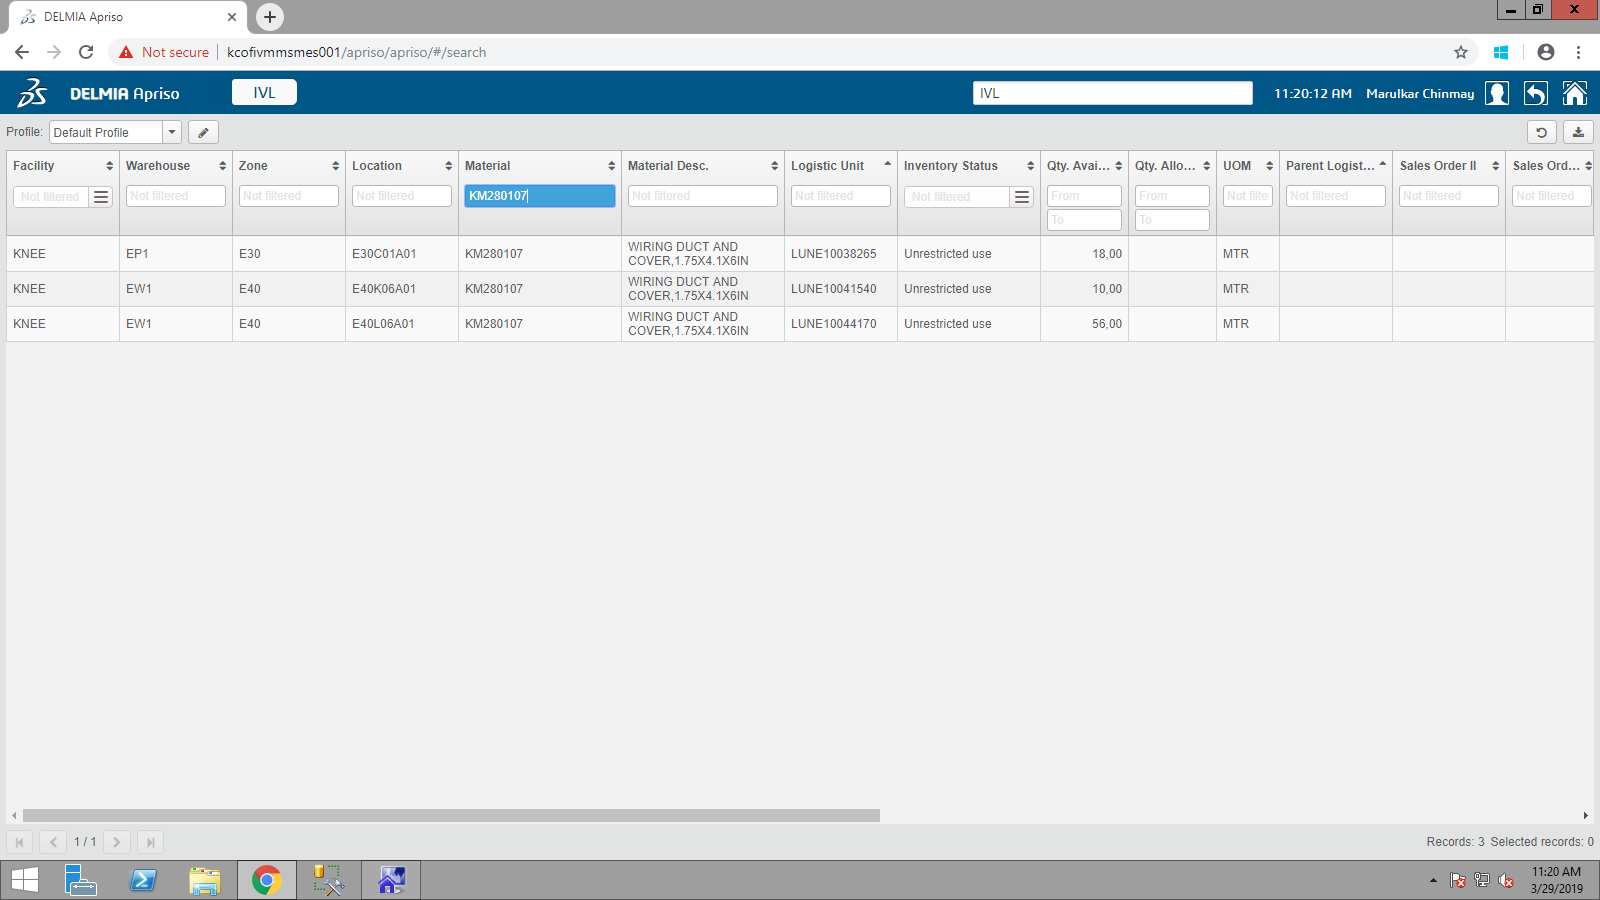 DELMIA Apriso
Not secure kcofivmmsmes001/apriso/apriso/#/search
DELMIA Apriso IVL IVL 11:20:12 AM Marulkar Chinmay
Profile: Default Profile
Facility Warehouse Zone Location Material Material Desc. Logistic Unit Inventory Status Qty. Avai... Qty. Allo... UOM Parent Logist... Sales Order II Sales Ord...
Not filtered Not filtered Not filtered Not filtered KM280107 Not filtered Not filtered Not filtered From From Not filte Not filtered Not filtered Not filtered
To To
KNEE EP1 E30 E30C01A01 KM280107 WIRING DUCT AND COVER,1.75X4.1X6IN LUNE10038265 Unrestricted use 18,00 MTR
KNEE EW1 E40 E40K06A01 KM280107 WIRING DUCT AND COVER,1.75X4.1X6IN LUNE10041540 Unrestricted use 10,00 MTR
KNEE EW1 E40 E40L06A01 KM280107 WIRING DUCT AND COVER,1.75X4.1X6IN LUNE10044170 Unrestricted use 56,00 MTR
1 / 1 Records: 3 Selected records: 0
11:20 AM
3/29/2019